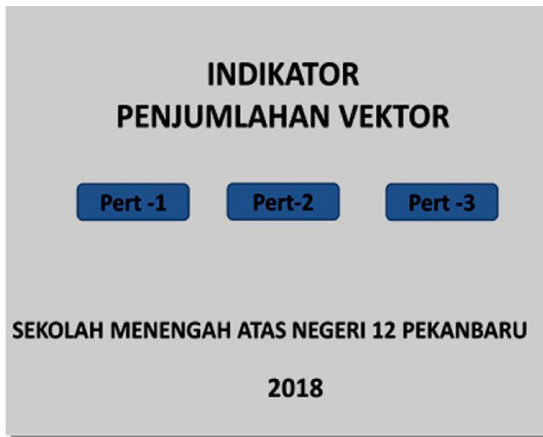 INDIKATOR
PENJUMLAHAN VEKTOR
Pert -1 Pert-2 Pert -3
SEKOLAH MENENGAH ATAS NEGERI 12 PEKANBARU
2018